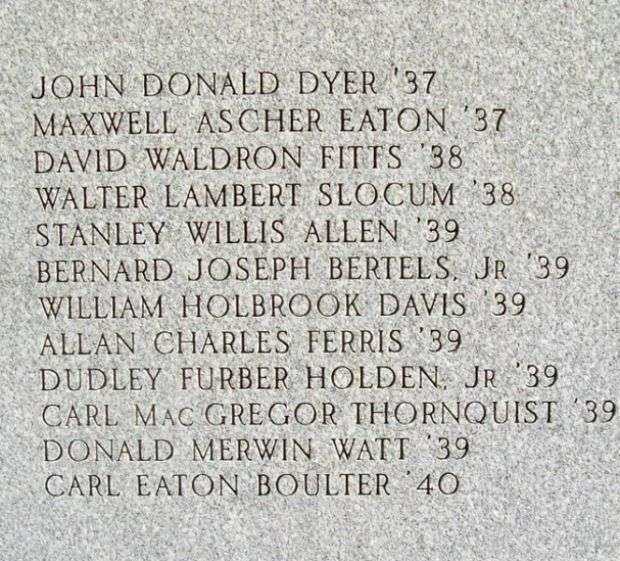 JOHN DONALD DYER '37
MAXWELL ASCHER EATON '37
DAVID WALDRON FITTS '38
WALTER LAMBERT SLOCUM '38
STANLEY WILLIS ALLEN '39
BERNARD JOSEPH BERTELS, JR '39
WILLIAM HOLBROOK DAVIS '39
ALLAN CHARLES FERRIS '39
DUDLEY FURBER HOLDEN, JR '39
CARL MAC GREGOR THORNQUIST '39
DONALD MERWIN WATT '39
CARL EATON BOULTER '40